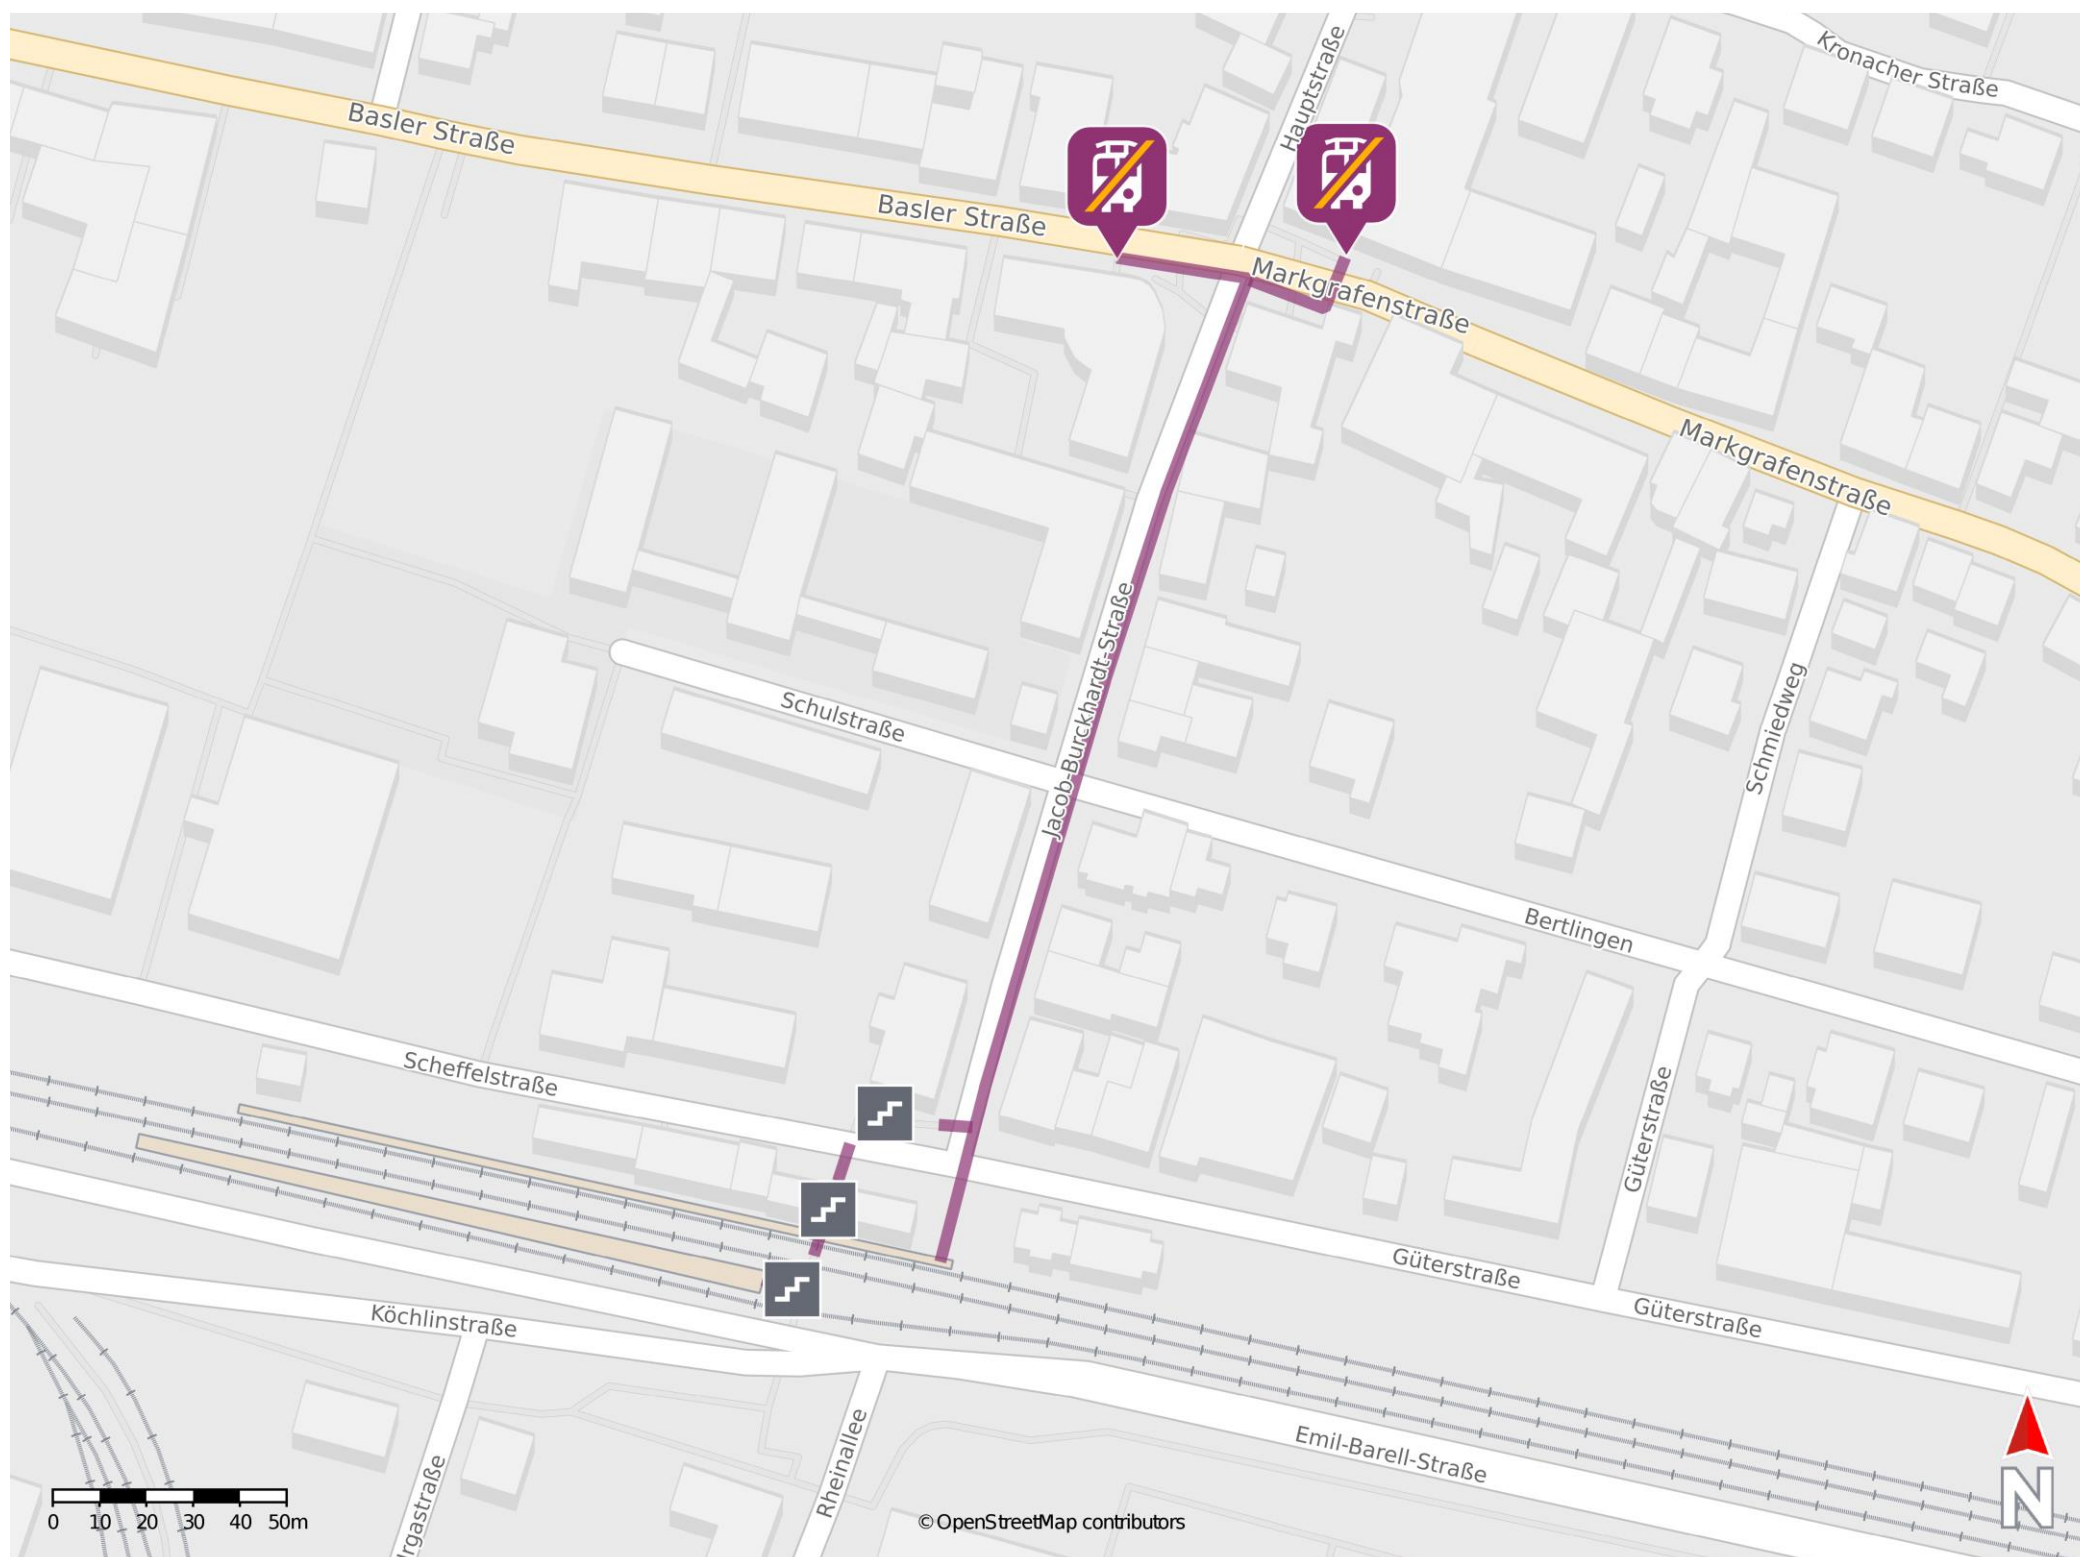 Kronacher Straße
Hauptstraße
Basler Straße
Basler Straße
Markgrafenstraße
Markgrafenstraße
Jacob-Burckhardt-Straße
Schulstraße
Schmiedweg
Bertlingen
Scheffelstraße
Güterstraße
Güterstraße
Güterstraße
Köchlinstraße
Rheinallee
Emil-Barell-Straße
0 10 20 30 40 50m
© OpenStreetMap contributors
N